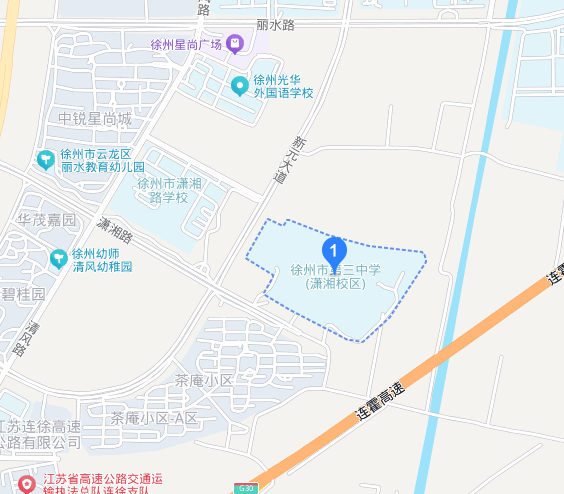 风路
丽水路
徐州星尚广场
徐州光华
外国语学校
中锐星尚城
新元大道
徐州市云龙区
丽水教育幼儿园
徐州市潇湘
路学校
华茂嘉园
潇湘路
徐州幼师
清风幼稚园
1
徐州市第三中学
(潇湘校区)
连霍
碧桂园
清风路
茶庵小区
连霍高速
茶庵小区-A区
江苏连徐高速
公路有限公司
江苏省高速公路交通运
输执法总队连徐支队
G30